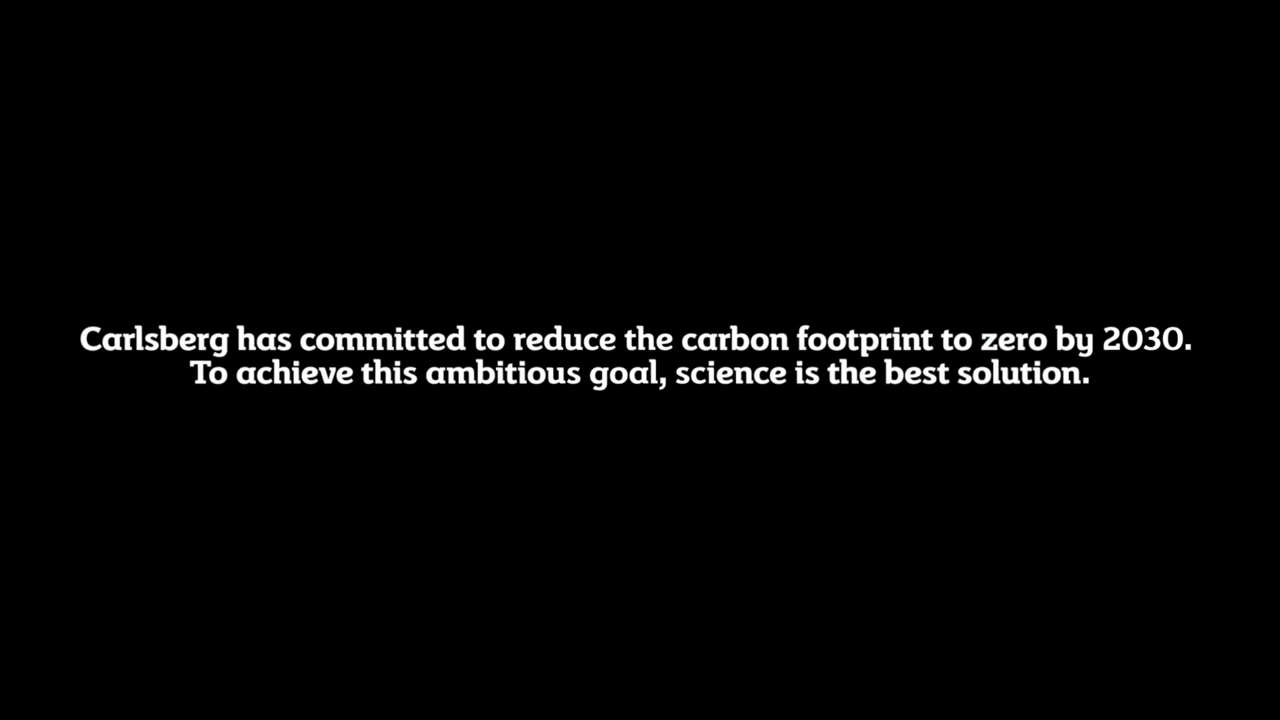 Carlsberg has committed to reduce the carbon footprint to zero by 2030.
To achieve this ambitious goal, science is the best solution.